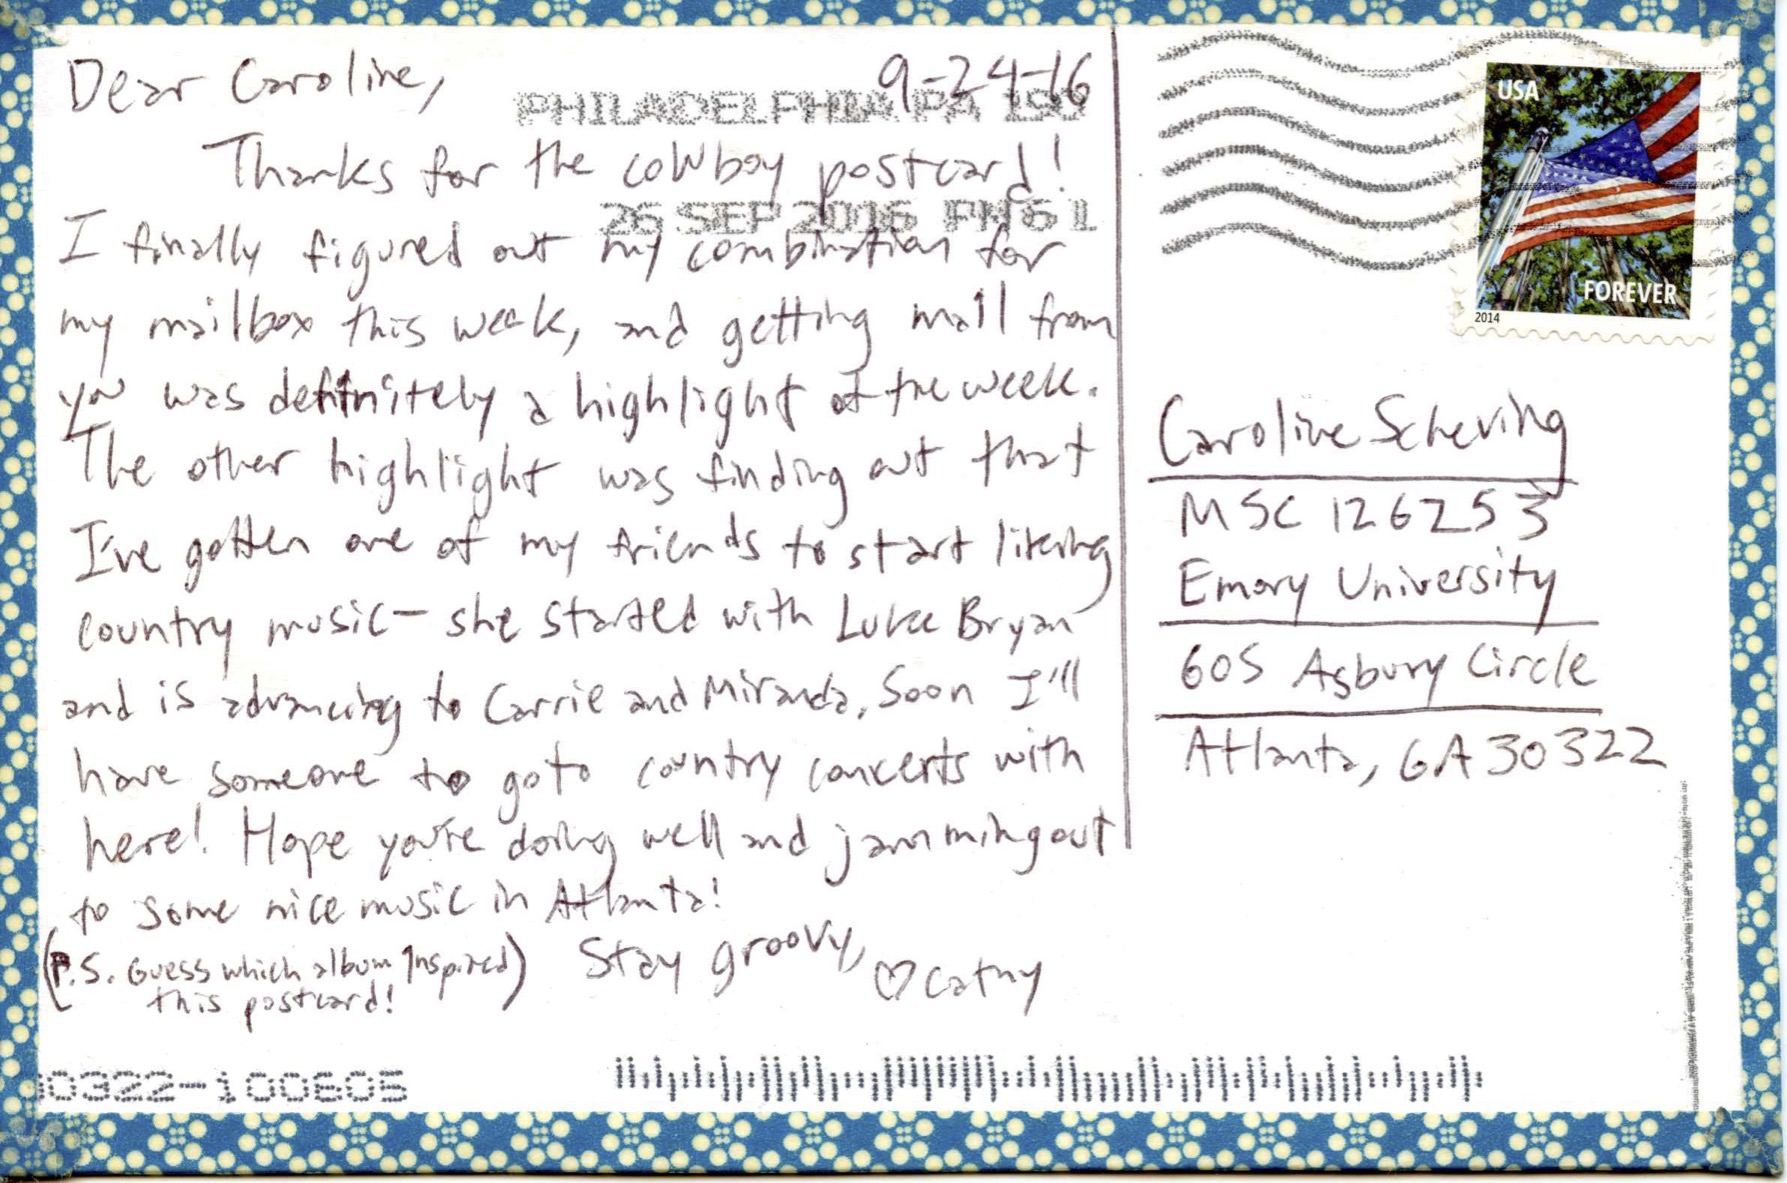 Dear Caroline,
9-24-16
PHILADELPHIA PA 190
Thanks for the cowboy postcard!
26 SEP 2016 PM 6 L
I finally figured out my combination for
my mailbox this week, and getting mail from
you was definitely a highlight of the week.
The other highlight was finding out that
I've gotten one of my friends to start liking
country music- she started with Luke Bryan
and is advancing to Carrie and Miranda. Soon I'll
have someone to go to country concerts with
here! Hope you're doing well and jamming out
to some nice music in Atlanta!
(P.S. Guess which album inspired
this postcard!)
Stay groovy,
♡ Cathy
USA
FOREVER
2014
Caroline Schering
MSC 126253
Emory University
605 Asbury Circle
Atlanta, GA 30322
30322-100605